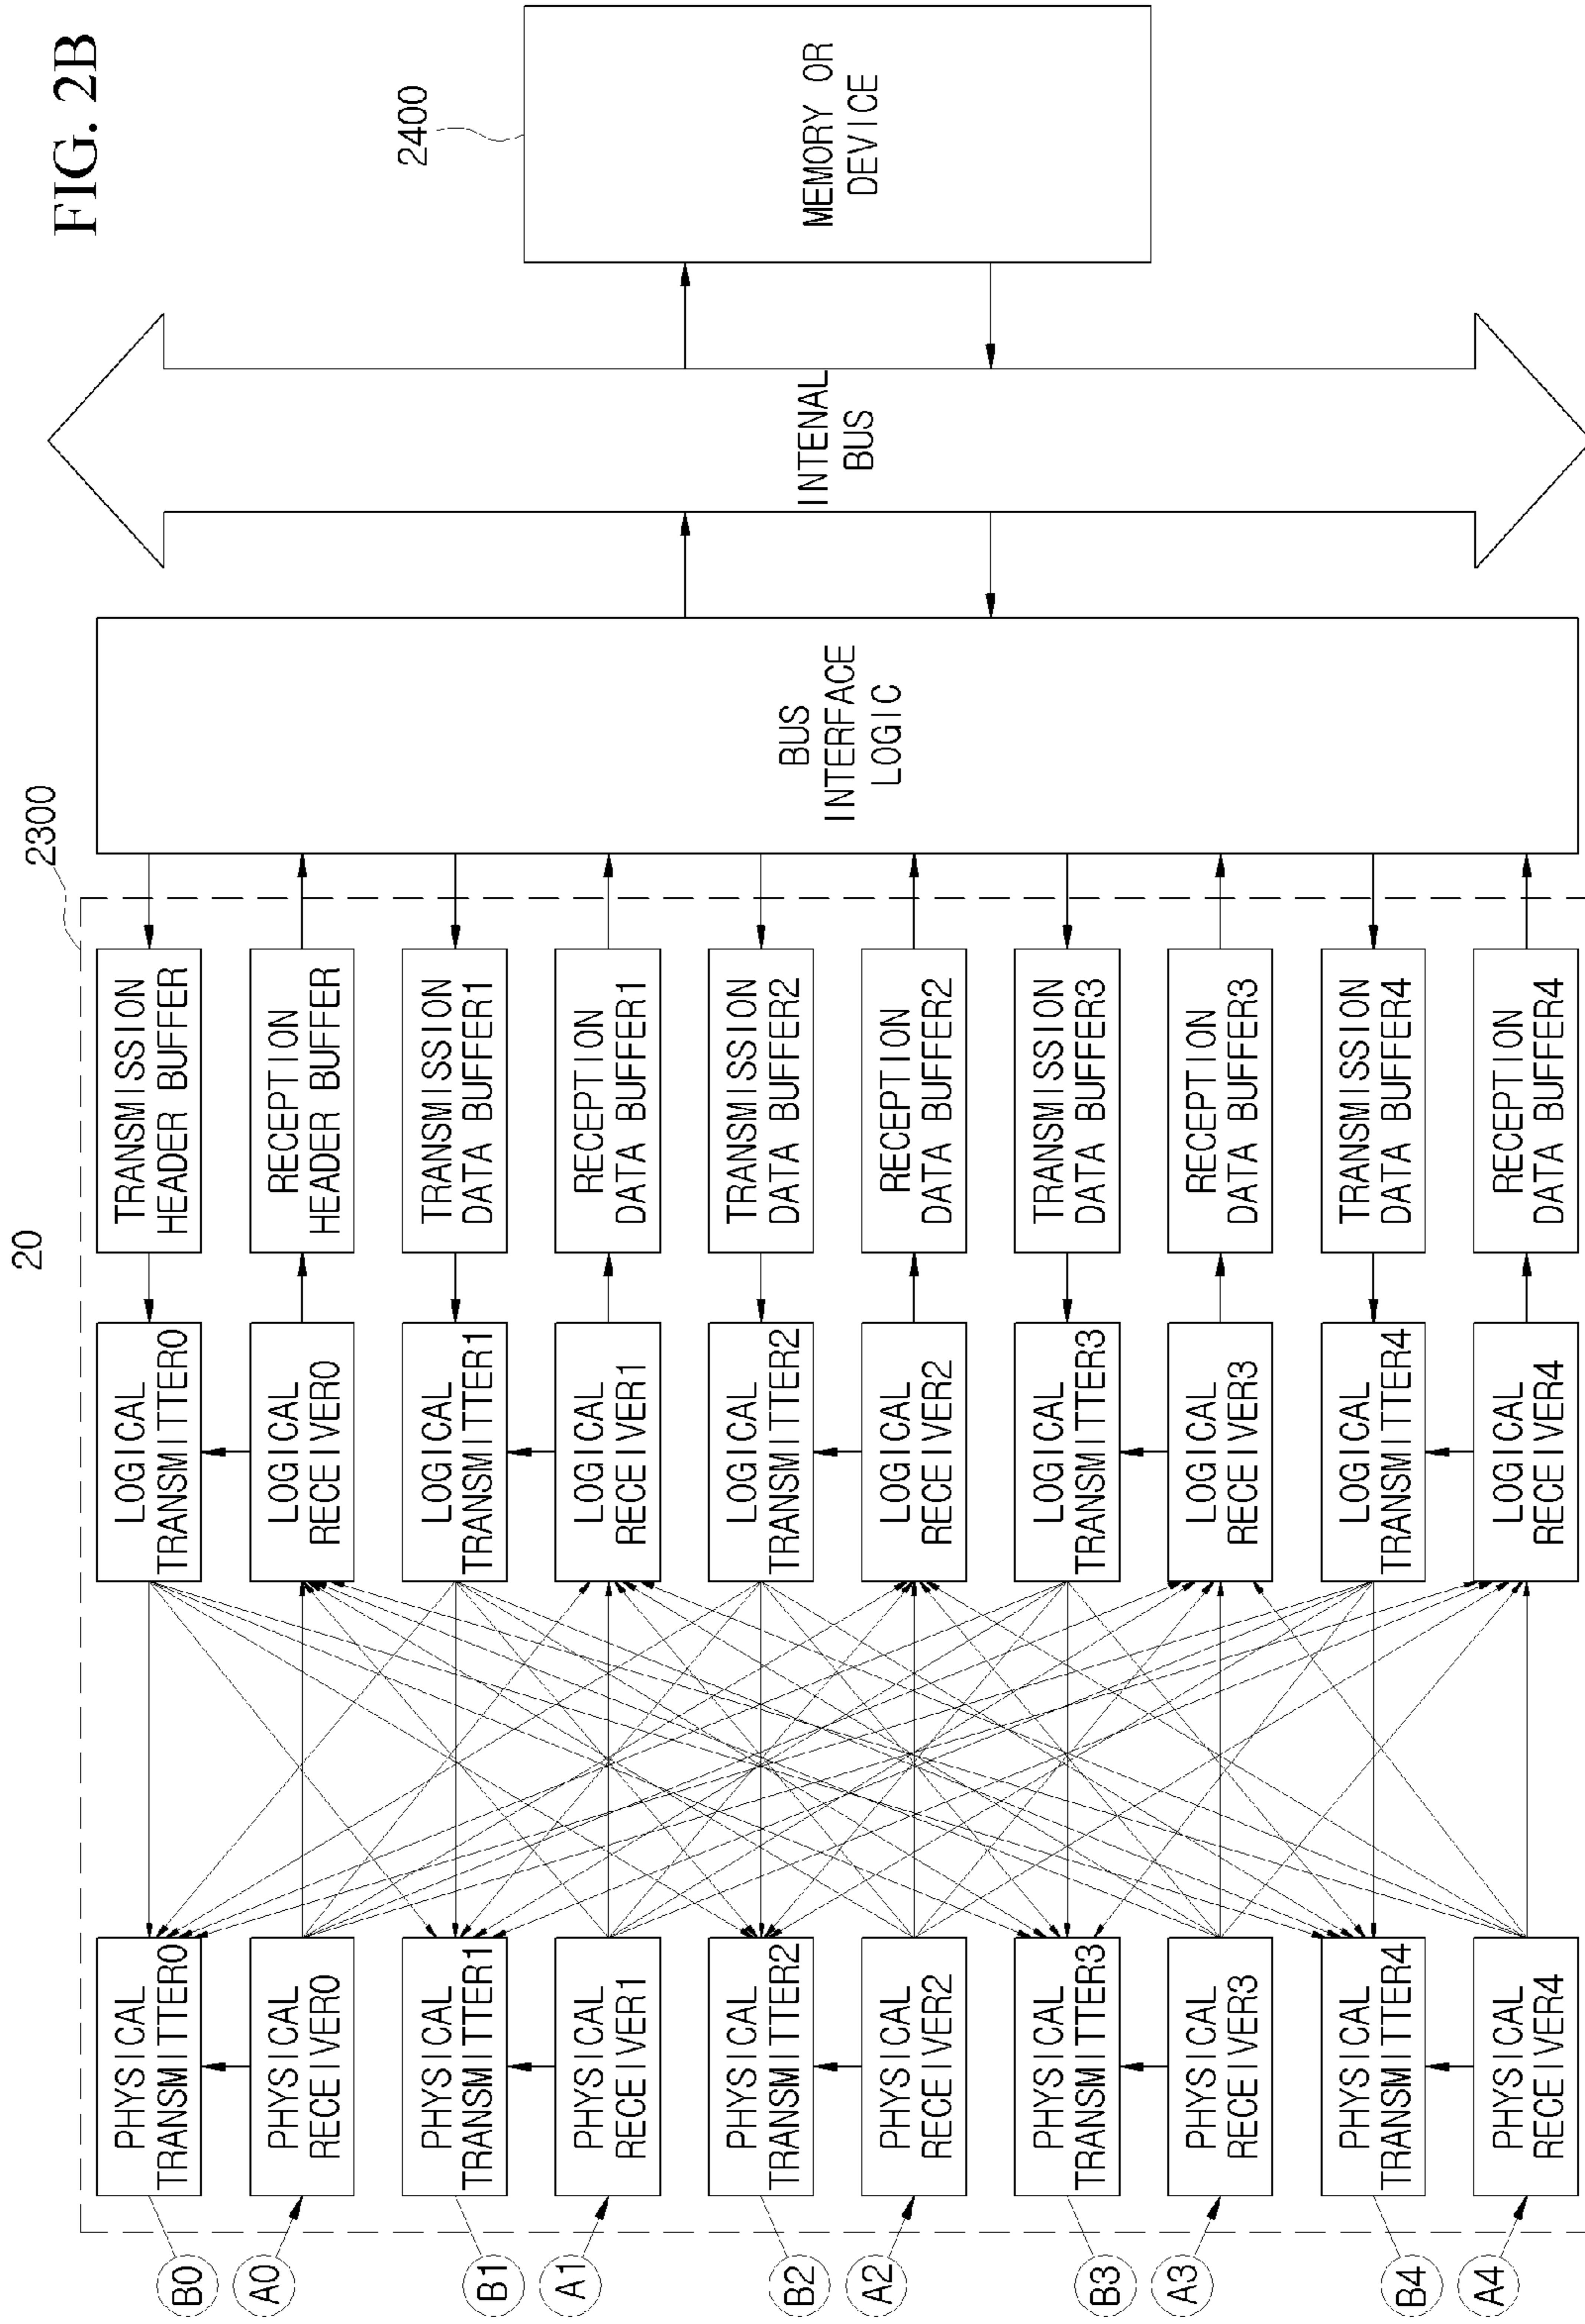 FIG. 2B
20
2300
2400
B0
PHYSICAL
TRANSMITTER0
LOGICAL
TRANSMITTER0
TRANSMISSION
HEADER BUFFER
A0
PHYSICAL
RECEIVER0
LOGICAL
RECEIVER0
RECEPTION
HEADER BUFFER
B1
PHYSICAL
TRANSMITTER1
LOGICAL
TRANSMITTER1
TRANSMISSION
DATA BUFFER1
A1
PHYSICAL
RECEIVER1
LOGICAL
RECEIVER1
RECEPTION
DATA BUFFER1
B2
PHYSICAL
TRANSMITTER2
LOGICAL
TRANSMITTER2
TRANSMISSION
DATA BUFFER2
A2
PHYSICAL
RECEIVER2
LOGICAL
RECEIVER2
RECEPTION
DATA BUFFER2
B3
PHYSICAL
TRANSMITTER3
LOGICAL
TRANSMITTER3
TRANSMISSION
DATA BUFFER3
A3
PHYSICAL
RECEIVER3
LOGICAL
RECEIVER3
RECEPTION
DATA BUFFER3
B4
PHYSICAL
TRANSMITTER4
LOGICAL
TRANSMITTER4
TRANSMISSION
DATA BUFFER4
A4
PHYSICAL
RECEIVER4
LOGICAL
RECEIVER4
RECEPTION
DATA BUFFER4
BUS
INTERFACE
LOGIC
INTENAL
BUS
MEMORY OR
DEVICE